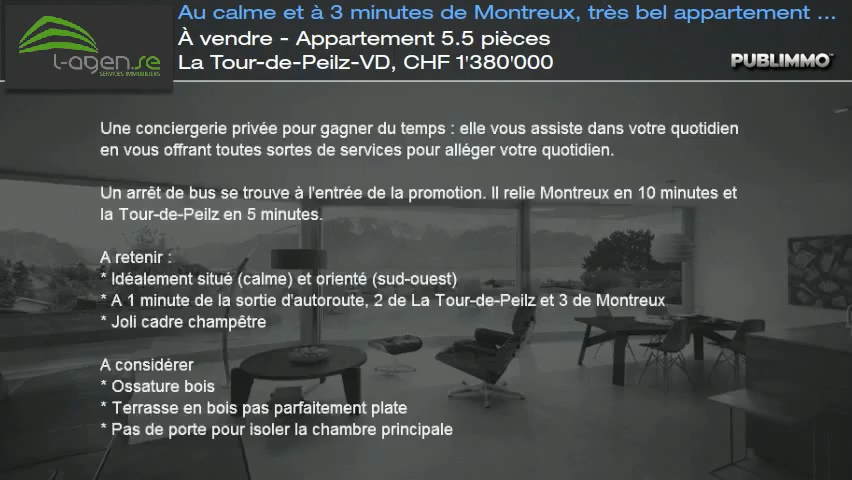 Au calme et à 3 minutes de Montreux, très bel appartement ...
À vendre - Appartement 5.5 pièces
La Tour-de-Peilz-VD, CHF 1'380'000
l-agen.se
SERVICES IMMOBILIERS
PUBLIMMO™
Une conciergerie privée pour gagner du temps : elle vous assiste dans votre quotidien
en vous offrant toutes sortes de services pour alléger votre quotidien.
Un arrêt de bus se trouve à l'entrée de la promotion. Il relie Montreux en 10 minutes et
la Tour-de-Peilz en 5 minutes.
A retenir :
* Idéalement situé (calme) et orienté (sud-ouest)
* A 1 minute de la sortie d'autoroute, 2 de La Tour-de-Peilz et 3 de Montreux
* Joli cadre champêtre
A considérer
* Ossature bois
* Terrasse en bois pas parfaitement plate
* Pas de porte pour isoler la chambre principale